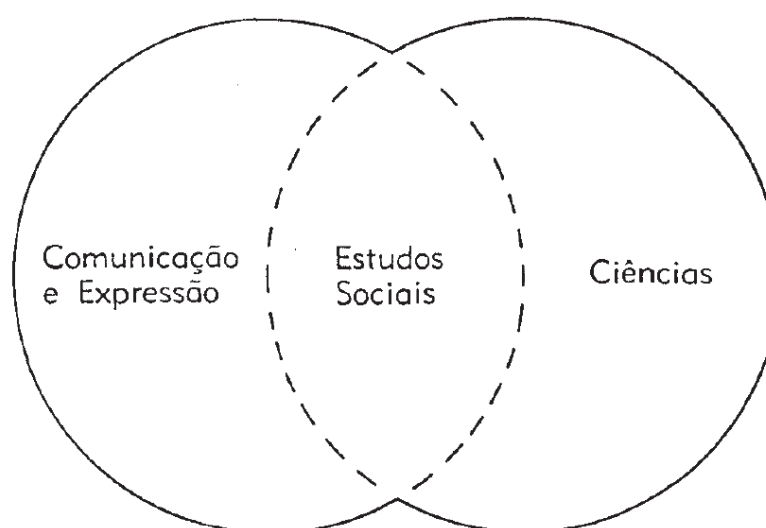 Comunicação
e Expressão
Estudos
Sociais
Ciências